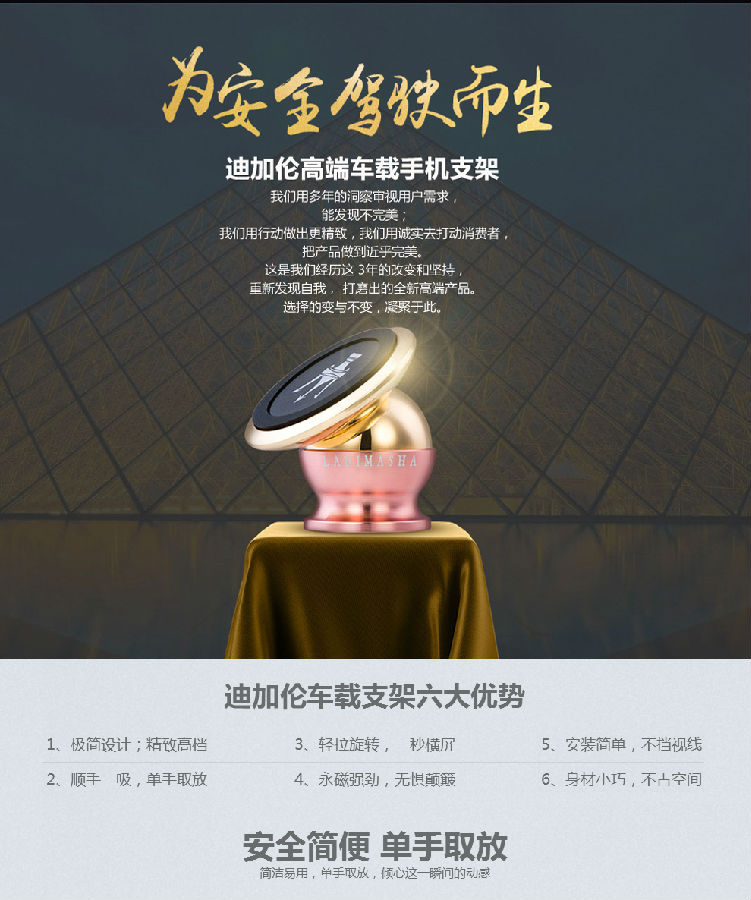 为安全驾驶而生
迪加伦高端车载手机支架
我们用多年的洞察审视用户需求，
能发现不完美；
我们用行动做出更精致，我们用诚实去打动消费者，
把产品做到近乎完美。
这是我们经历这 3年的改变和坚持，
重新发现自我， 打磨出的全新高端产品。
选择的变与不变，凝聚于此。
LADIMASHA
迪加伦车载支架六大优势
1、极简设计；精致高档
3、轻拉旋转， 秒横屏
5、安装简单，不挡视线
2、顺手 吸，单手取放
4、永磁强劲，无惧颠簸
6、身材小巧，不占空间
安全简便 单手取放
简洁易用，单手取放，倾心这一瞬间的动感